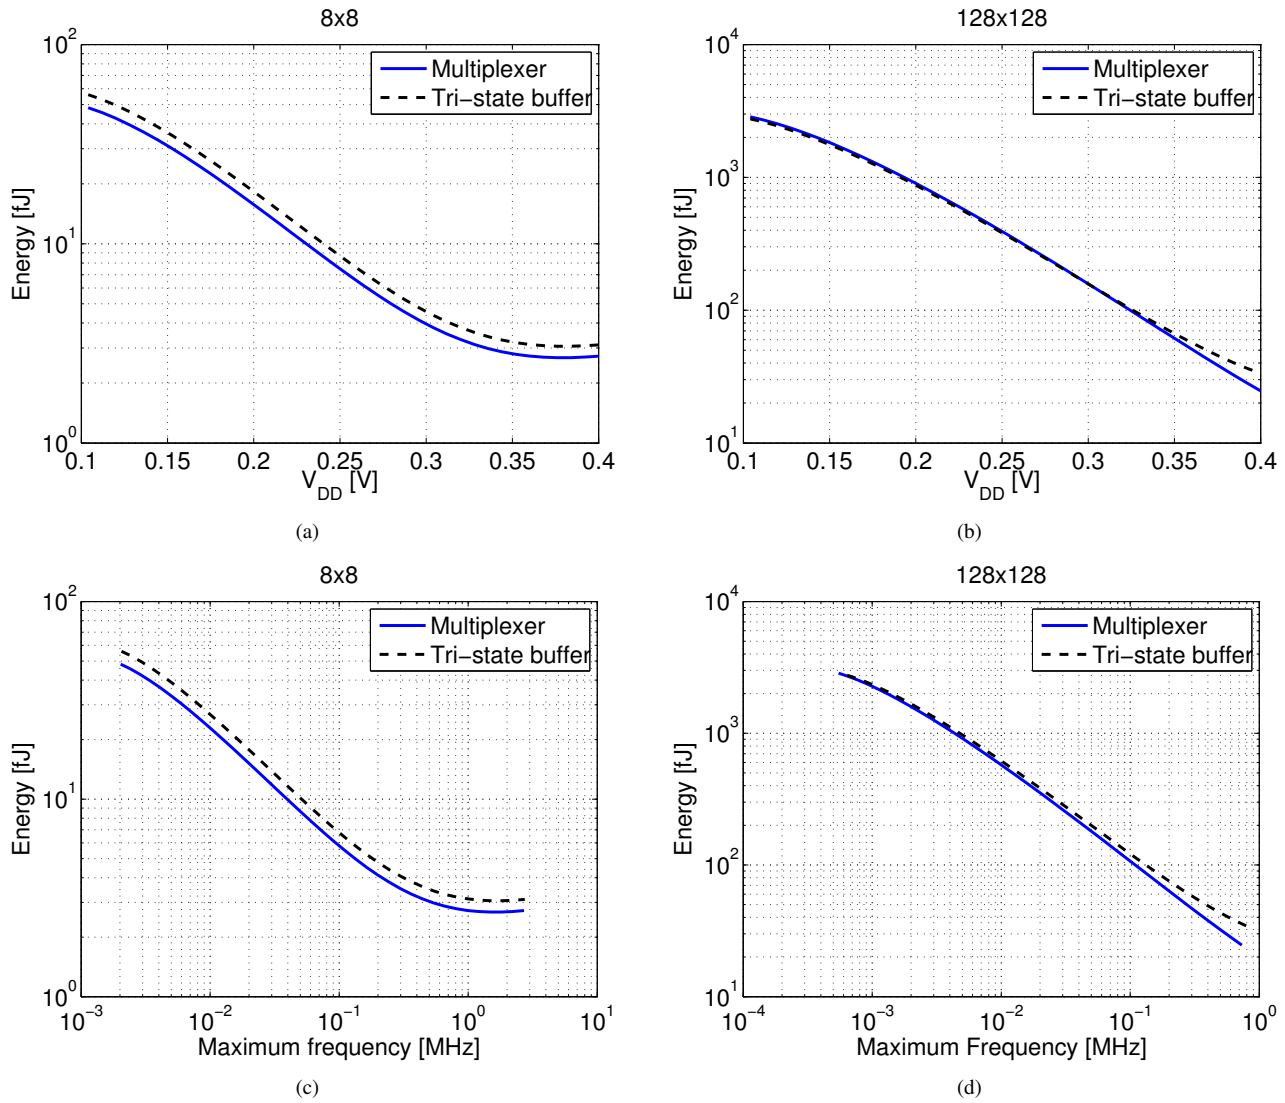 8x8
10^2
10^1
10^0
Energy [fJ]
Multiplexer
Tri−state buffer
0.1 0.15 0.2 0.25 0.3 0.35 0.4
V_DD [V]
(a)
128x128
10^4
10^3
10^2
10^1
Energy [fJ]
Multiplexer
Tri−state buffer
0.1 0.15 0.2 0.25 0.3 0.35 0.4
V_DD [V]
(b)
8x8
10^2
10^1
10^0
Energy [fJ]
Multiplexer
Tri−state buffer
10^−3 10^−2 10^−1 10^0 10^1
Maximum frequency [MHz]
(c)
128x128
10^4
10^3
10^2
10^1
Energy [fJ]
Multiplexer
Tri−state buffer
10^−4 10^−3 10^−2 10^−1 10^0
Maximum Frequency [MHz]
(d)